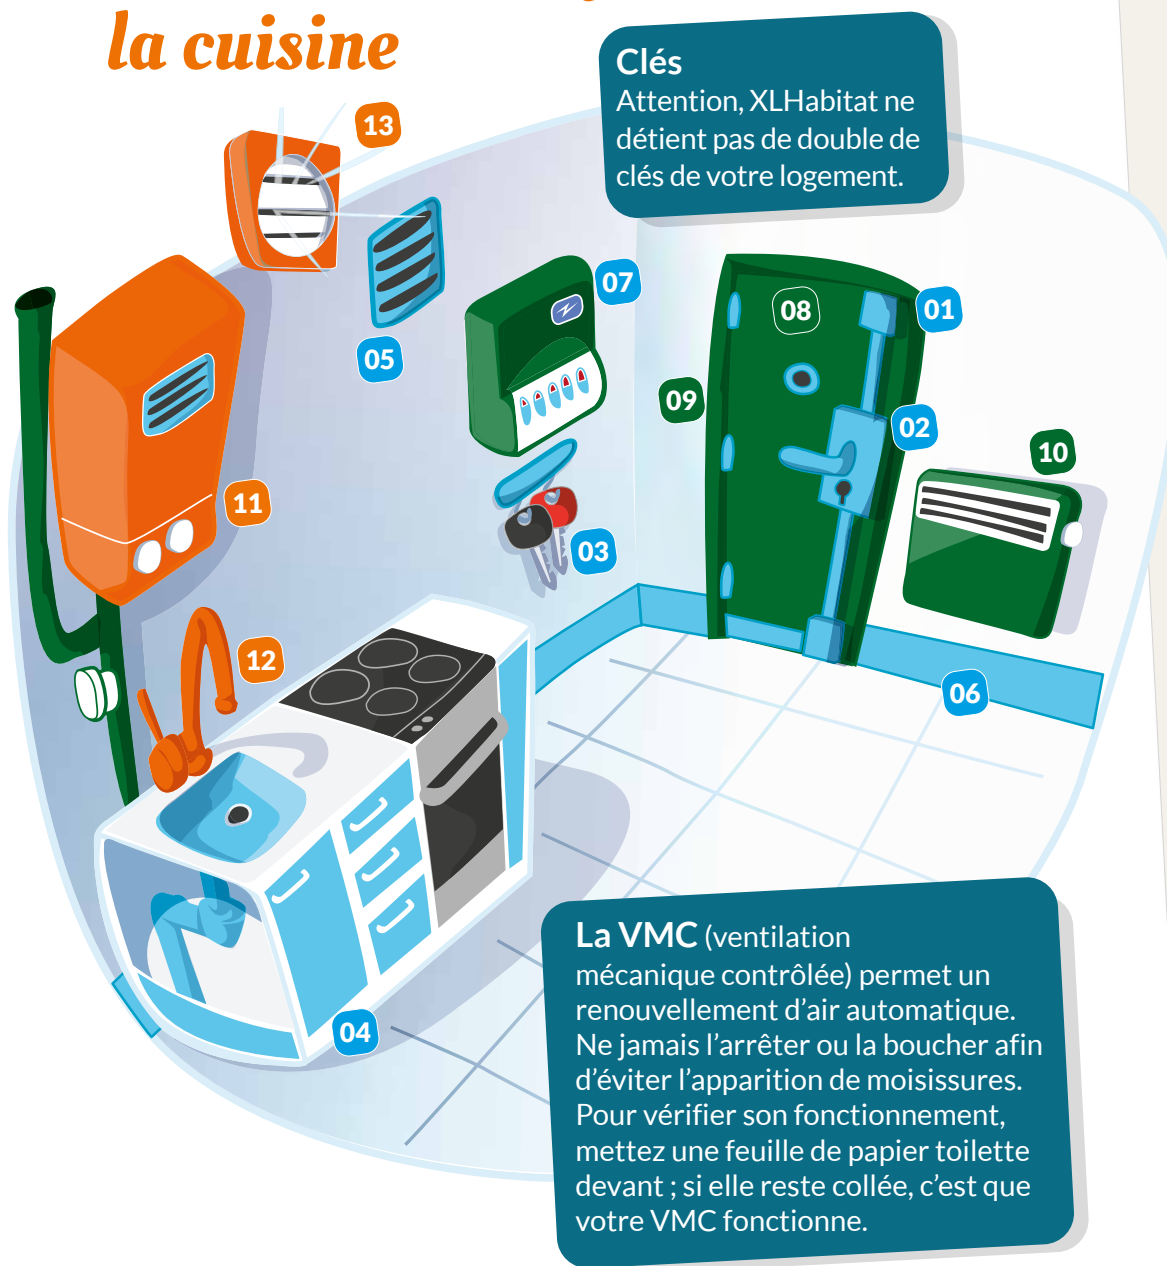 la cuisine
Clés
Attention, XLHabitat ne
détient pas de double de
clés de votre logement.
13
07
01
08
05
09
02
10
11
03
12
06
04
La VMC (ventilation
mécanique contrôlée) permet un
renouvellement d’air automatique.
Ne jamais l’arrêter ou la boucher afin
d’éviter l’apparition de moisissures.
Pour vérifier son fonctionnement,
mettez une feuille de papier toilette
devant ; si elle reste collée, c’est que
votre VMC fonctionne.